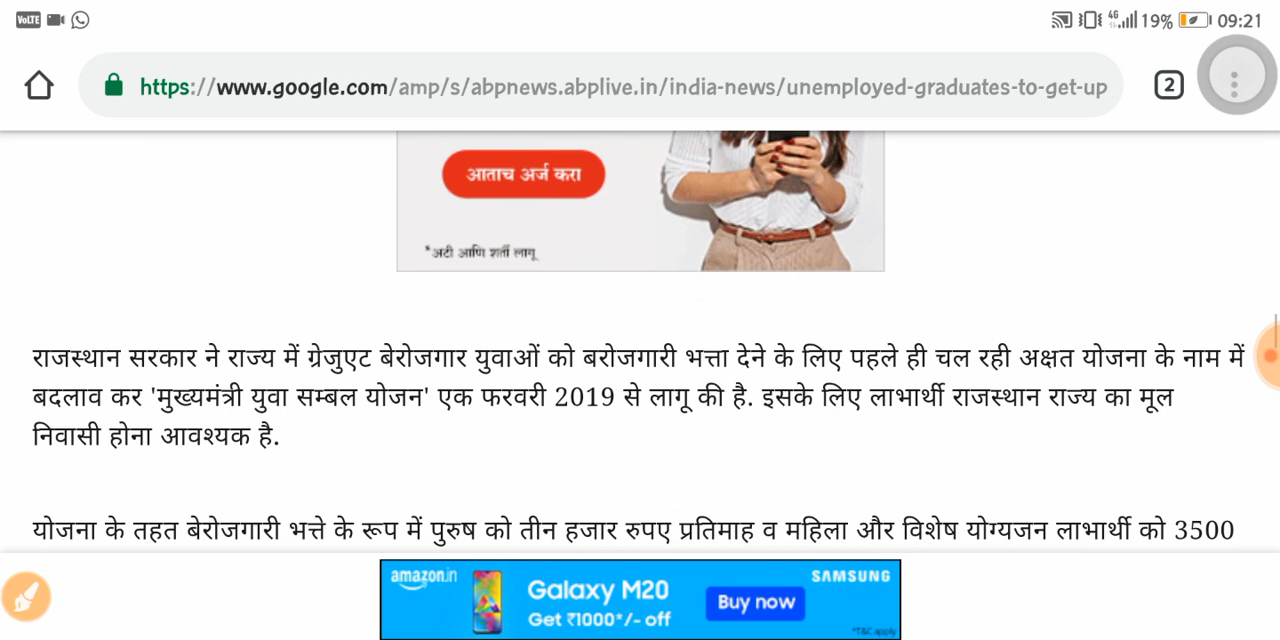 VoLTE
4G 19% 09:21
https://www.google.com/amp/s/abpnews.abplive.in/india-news/unemployed-graduates-to-get-up
2
आताच अर्ज करा
*अटी आणि शर्ती लागू
राजस्थान सरकार ने राज्य में ग्रेजुएट बेरोजगार युवाओं को बरोजगारी भत्ता देने के लिए पहले ही चल रही अक्षत योजना के नाम में
बदलाव कर 'मुख्यमंत्री युवा सम्बल योजन' एक फरवरी 2019 से लागू की है. इसके लिए लाभार्थी राजस्थान राज्य का मूल
निवासी होना आवश्यक है.
योजना के तहत बेरोजगारी भत्ते के रूप में पुरुष को तीन हजार रुपए प्रतिमाह व महिला और विशेष योग्यजन लाभार्थी को 3500
amazon.in
SAMSUNG
Galaxy M20
Get ₹1000*/- off
Buy now
*T&C apply